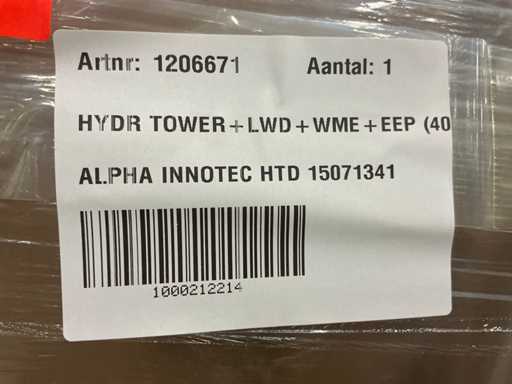 Artnr: 1206671 Aantal: 1
HYDR TOWER+LWD+WME+EEP (40
ALPHA INNOTEC HTD 15071341
1000212214